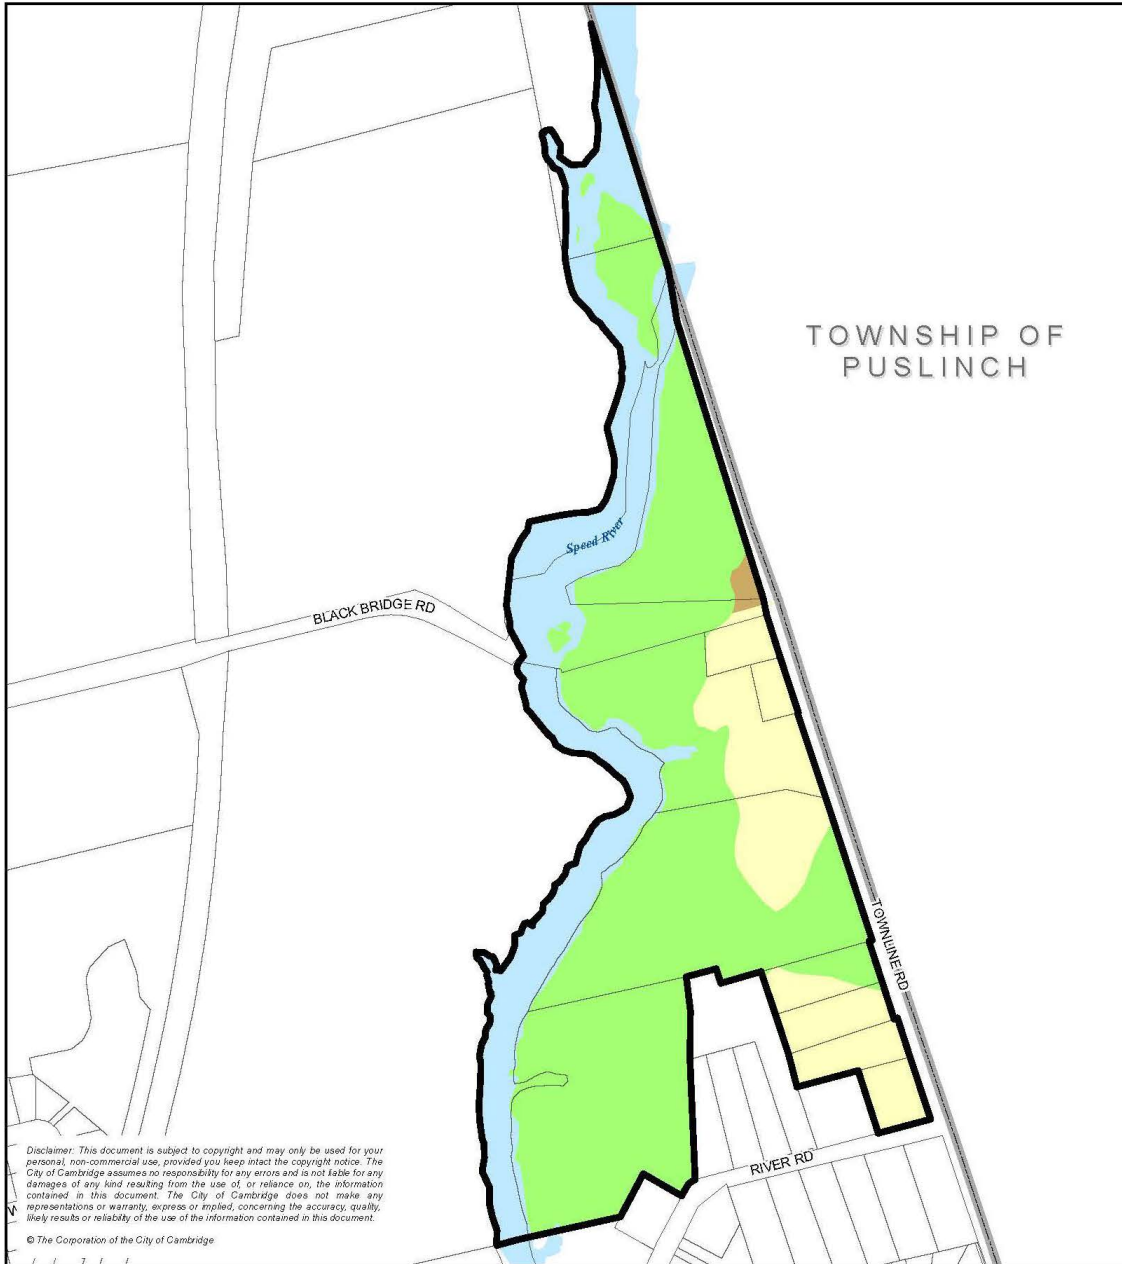 TOWNSHIP OF
PUSLINCH
Speed River
BLACK BRIDGE RD
TOWNLINE RD
RIVER RD
Disclaimer: This document is subject to copyright and may only be used for your
personal, non-commercial use, provided you keep intact the copyright notice. The
City of Cambridge assumes no responsibility for any errors and is not liable for any
damages of any kind resulting from the use of, or reliance on, the information
contained in this document. The City of Cambridge does not make any
representations or warranty, express or implied, concerning the accuracy, quality,
likely results or reliability of the use of the information contained in this document.
© The Corporation of the City of Cambridge